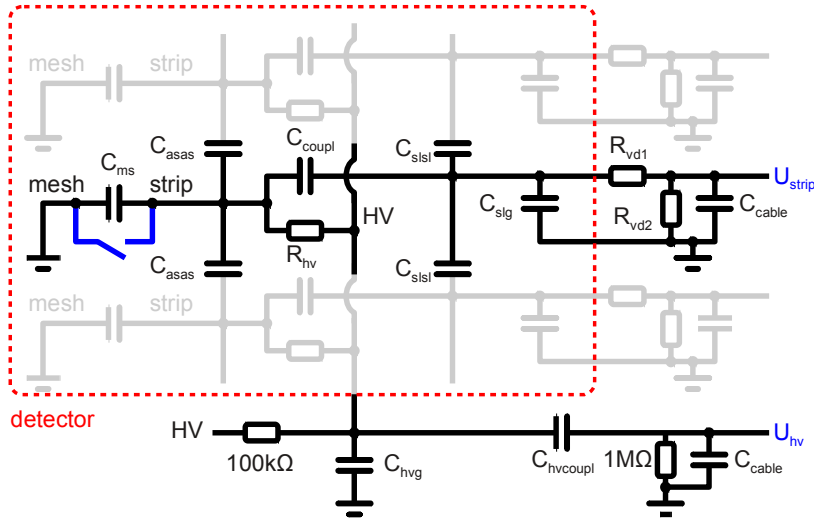 mesh strip
C_asas
C_coupl
C_slsl
R_vd1
C_ms
mesh strip
U_strip
HV
C_slg
R_vd2
C_cable
C_asas
R_hv
C_slsl
mesh strip
detector
HV
U_hv
100kΩ
C_hvg
C_hvcoupl
1MΩ
C_cable